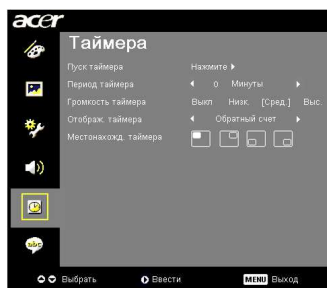 acer
Таймера
Пуск таймера Нажмите
Период таймера 0 Минуты
Громкость таймера Выкл Низк. [Сред.] Выс.
Отображ. таймера Обратный счет
Местонахожд. таймера
abc
Выбрать Ввести MENU Выход